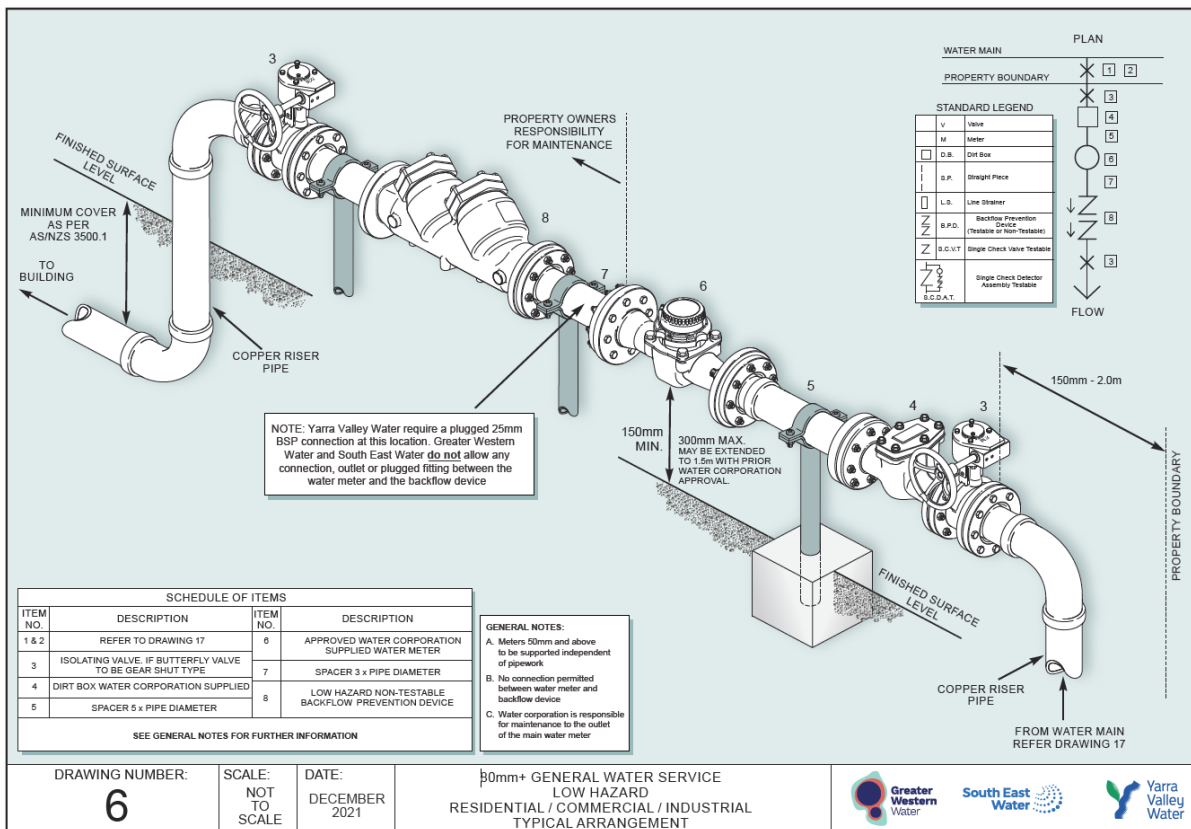 PLAN
WATER MAIN
1 2
PROPERTY BOUNDARY
3
4
5
6
7
8
3
FLOW
STANDARD LEGEND
V Valve
M Meter
D.B. Dirt Box
S.P. Straight Piece
L.S. Line Strainer
B.P.D. Backflow Prevention
Device
(Testable or Non-Testable)
S.C.V.T Single Check Valve Testable
S.C.D.A.T. Single Check Detector
Assembly Testable
3
FINISHED SURFACE
LEVEL
MINIMUM COVER
AS PER
AS/NZS 3500.1
TO
BUILDING
COPPER RISER
PIPE
PROPERTY OWNERS
RESPONSIBILITY
FOR MAINTENANCE
8
7
6
5
4
3
150mm - 2.0m
PROPERTY BOUNDARY
NOTE: Yarra Valley Water require a plugged 25mm
BSP connection at this location. Greater Western
Water and South East Water do not allow any
connection, outlet or plugged fitting between the
water meter and the backflow device
150mm
MIN.
300mm MAX.
MAY BE EXTENDED
TO 1.5m WITH PRIOR
WATER CORPORATION
APPROVAL.
FINISHED SURFACE
LEVEL
COPPER RISER
PIPE
FROM WATER MAIN
REFER DRAWING 17
SCHEDULE OF ITEMS
ITEM NO. DESCRIPTION ITEM NO. DESCRIPTION
1 & 2 REFER TO DRAWING 17
3 ISOLATING VALVE. IF BUTTERFLY VALVE
TO BE GEAR SHUT TYPE
4 DIRT BOX WATER CORPORATION SUPPLIED
5 SPACER 5 x PIPE DIAMETER
6 APPROVED WATER CORPORATION
SUPPLIED WATER METER
7 SPACER 3 x PIPE DIAMETER
8 LOW HAZARD NON-TESTABLE
BACKFLOW PREVENTION DEVICE
SEE GENERAL NOTES FOR FURTHER INFORMATION
GENERAL NOTES:
A. Meters 50mm and above
to be supported independent
of pipework
B. No connection permitted
between water meter and
backflow device
C. Water corporation is responsible
for maintenance to the outlet
of the main water meter
DRAWING NUMBER:
6
SCALE:
NOT
TO
SCALE
DATE:
DECEMBER
2021
80mm+ GENERAL WATER SERVICE
LOW HAZARD
RESIDENTIAL / COMMERCIAL / INDUSTRIAL
TYPICAL ARRANGEMENT
Greater
Western
Water
South East
Water
Yarra
Valley
Water